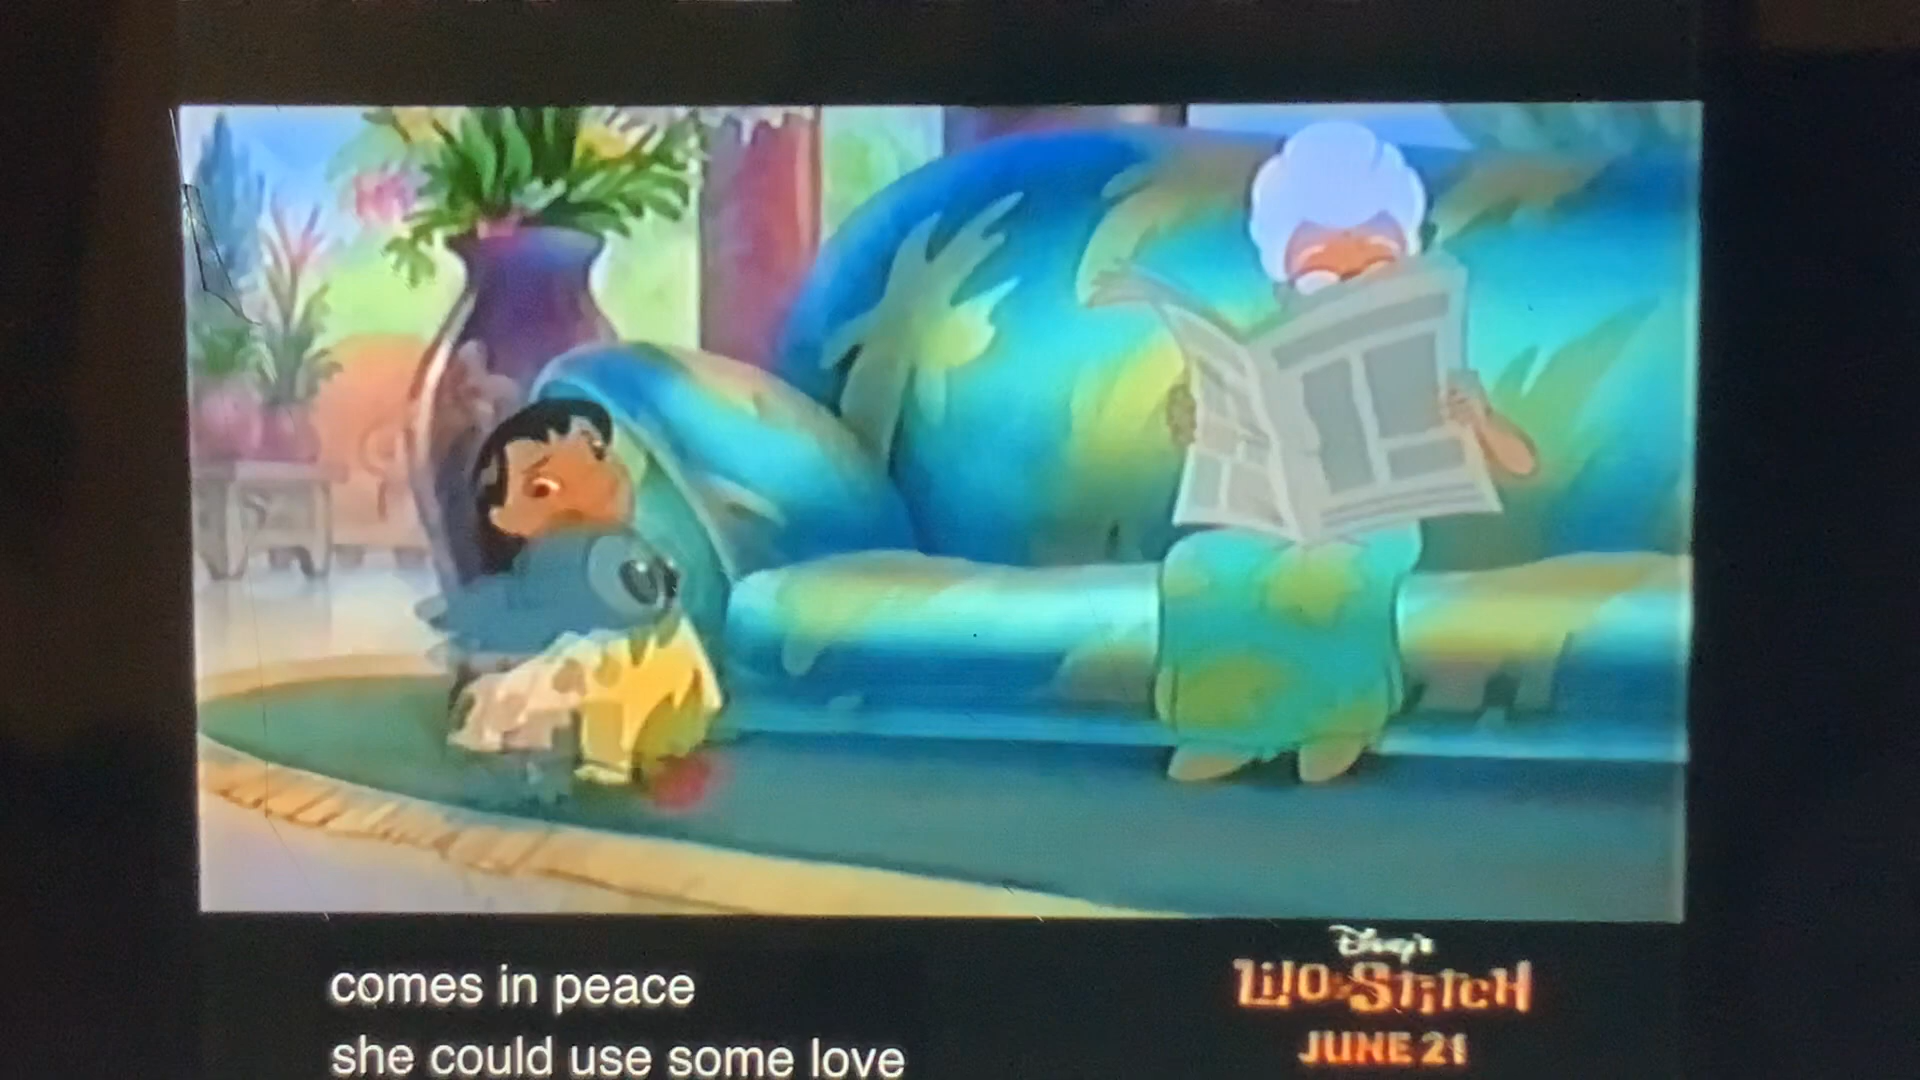 comes in peace
she could use some love
Disney's
LILO & STITCH
JUNE 21